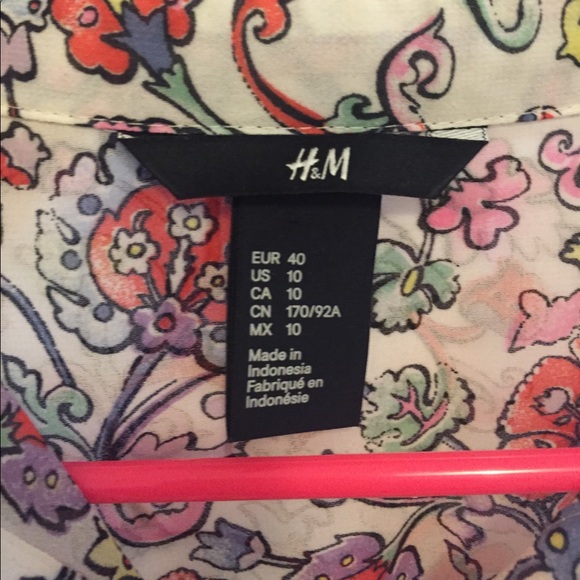 H&M
EUR 40
US 10
CA 10
CN 170/92A
MX 10
Made in
Indonesia
Fabriqué en
Indonésie